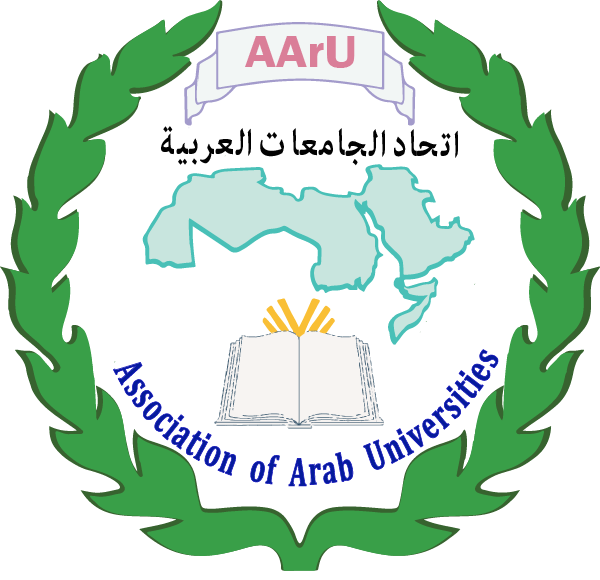 AArU
اتحاد الجامعات العربية
Association of Arab Universities